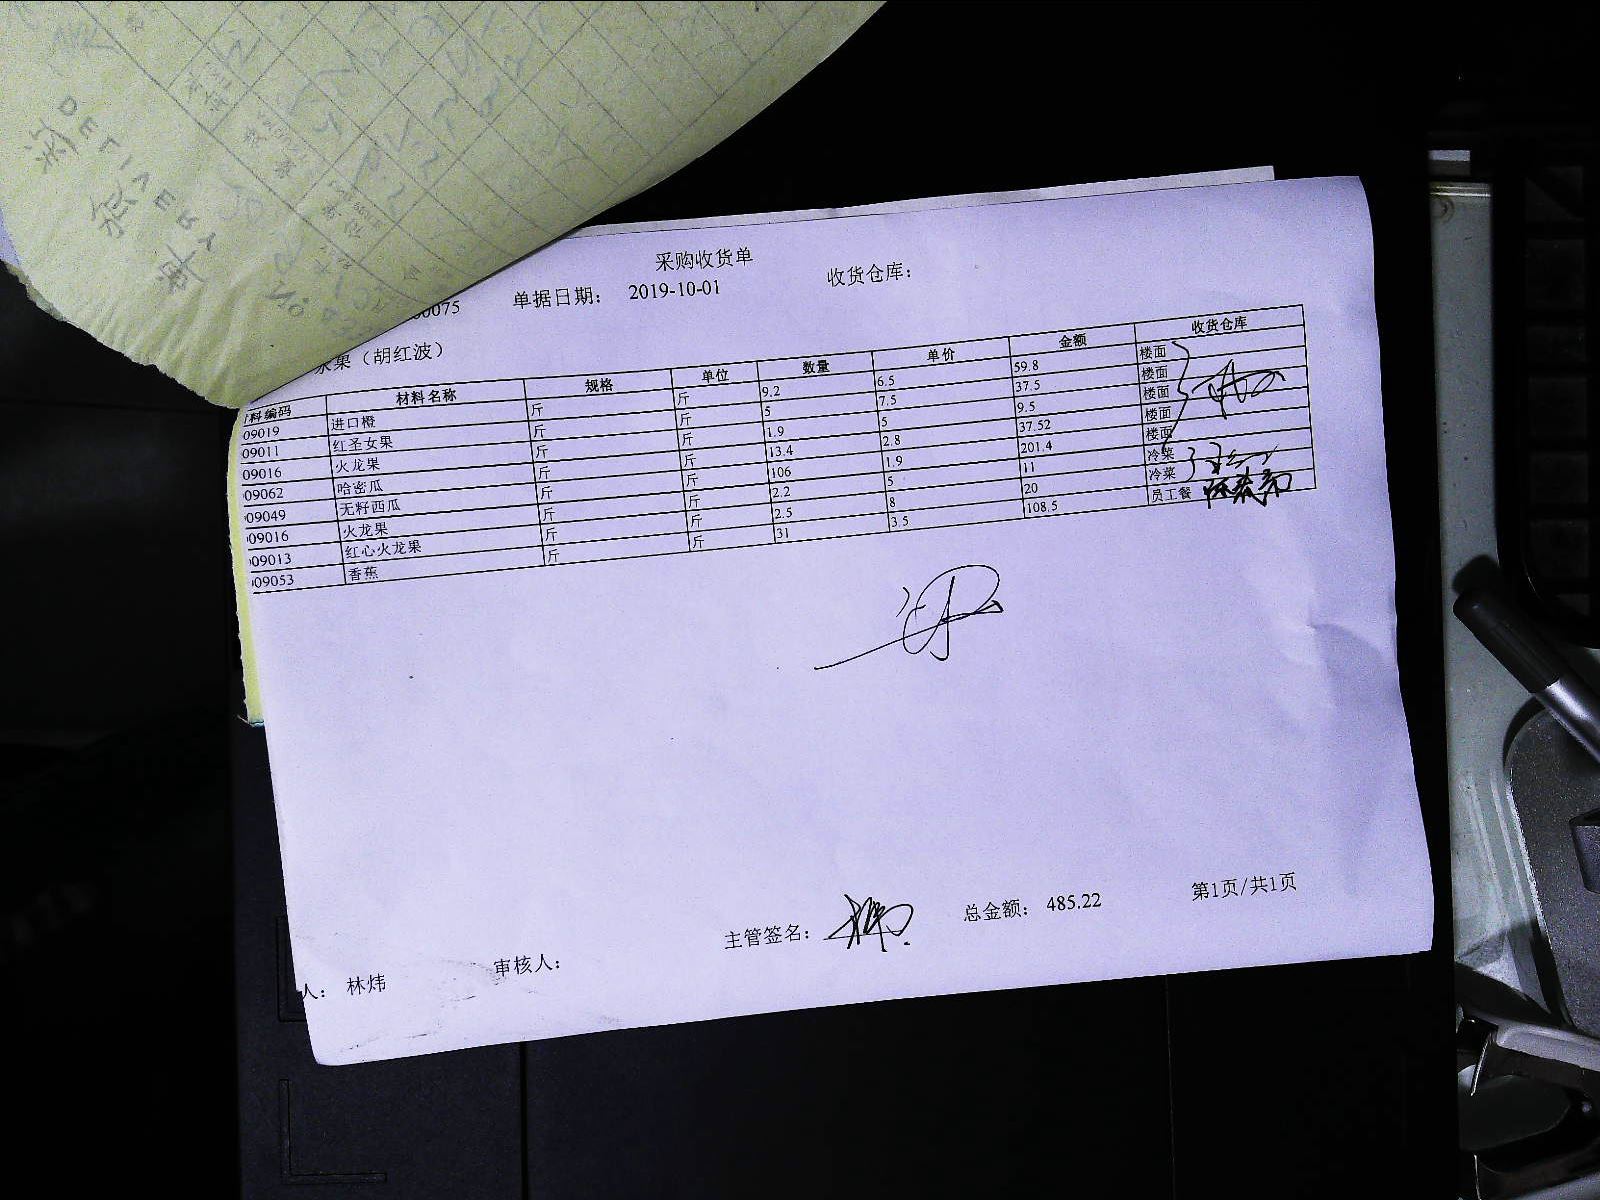 DELIVERY
采购收货单
00075 单据日期: 2019-10-01 收货仓库:
水果(胡红波)
材料编码 材料名称 规格 单位 数量 单价 金额 收货仓库
09019 进口橙 斤 斤 9.2 6.5 59.8 楼面
09011 红圣女果 斤 斤 5 7.5 37.5 楼面
09016 火龙果 斤 斤 1.9 5 9.5 楼面
09062 哈密瓜 斤 斤 13.4 2.8 37.52 楼面
09049 无籽西瓜 斤 斤 106 1.9 201.4 楼面
09016 火龙果 斤 斤 2.2 5 11 冷菜
09013 红心火龙果 斤 斤 2.5 8 20 冷菜
09053 香蕉 斤 斤 31 3.5 108.5 员工餐
人: 林炜 审核人: 主管签名: 总金额: 485.22 第1页/共1页